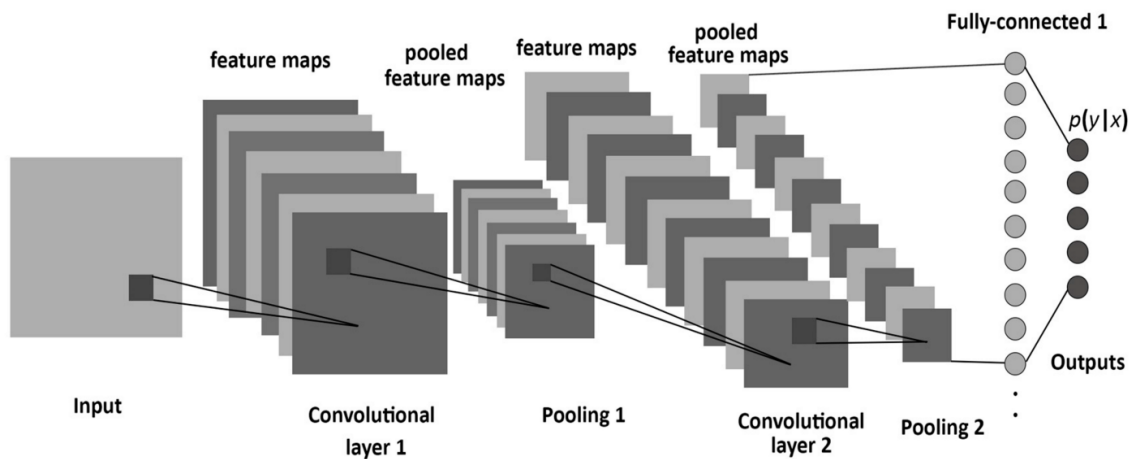 Fully-connected 1
pooled
feature maps
feature maps
feature maps
pooled
feature maps
p(y|x)
Input
Convolutional
layer 1
Pooling 1
Convolutional
layer 2
Pooling 2
Outputs